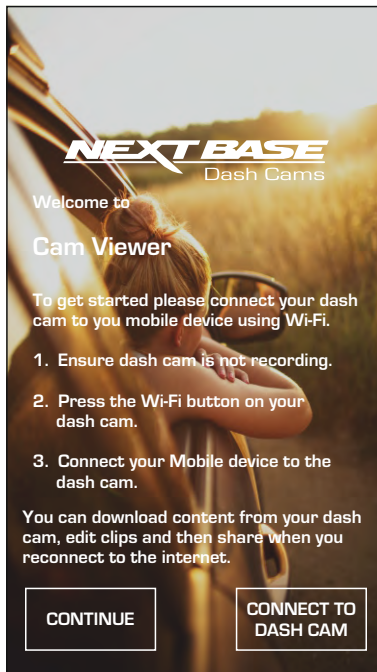 NEXTBASE
Dash Cams
Welcome to
Cam Viewer
To get started please connect your dash
cam to you mobile device using Wi-Fi.
1. Ensure dash cam is not recording.
2. Press the Wi-Fi button on your
dash cam.
3. Connect your Mobile device to the
dash cam.
You can download content from your dash
cam, edit clips and then share when you
reconnect to the internet.
CONTINUE
CONNECT TO
DASH CAM